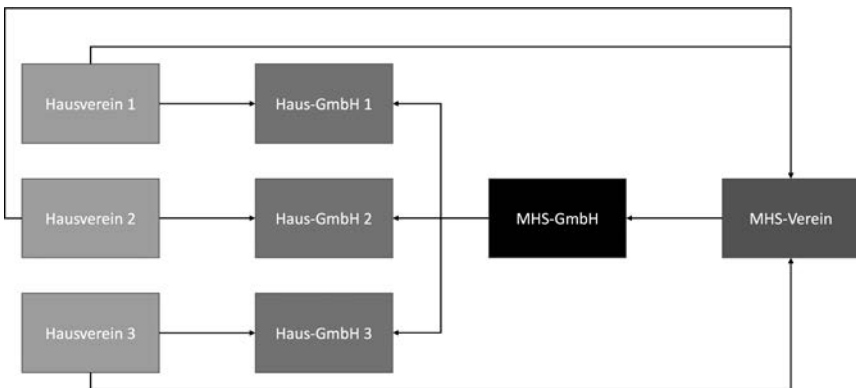 Hausverein 1
Haus-GmbH 1
Hausverein 2
Haus-GmbH 2
MHS-GmbH
MHS-Verein
Hausverein 3
Haus-GmbH 3